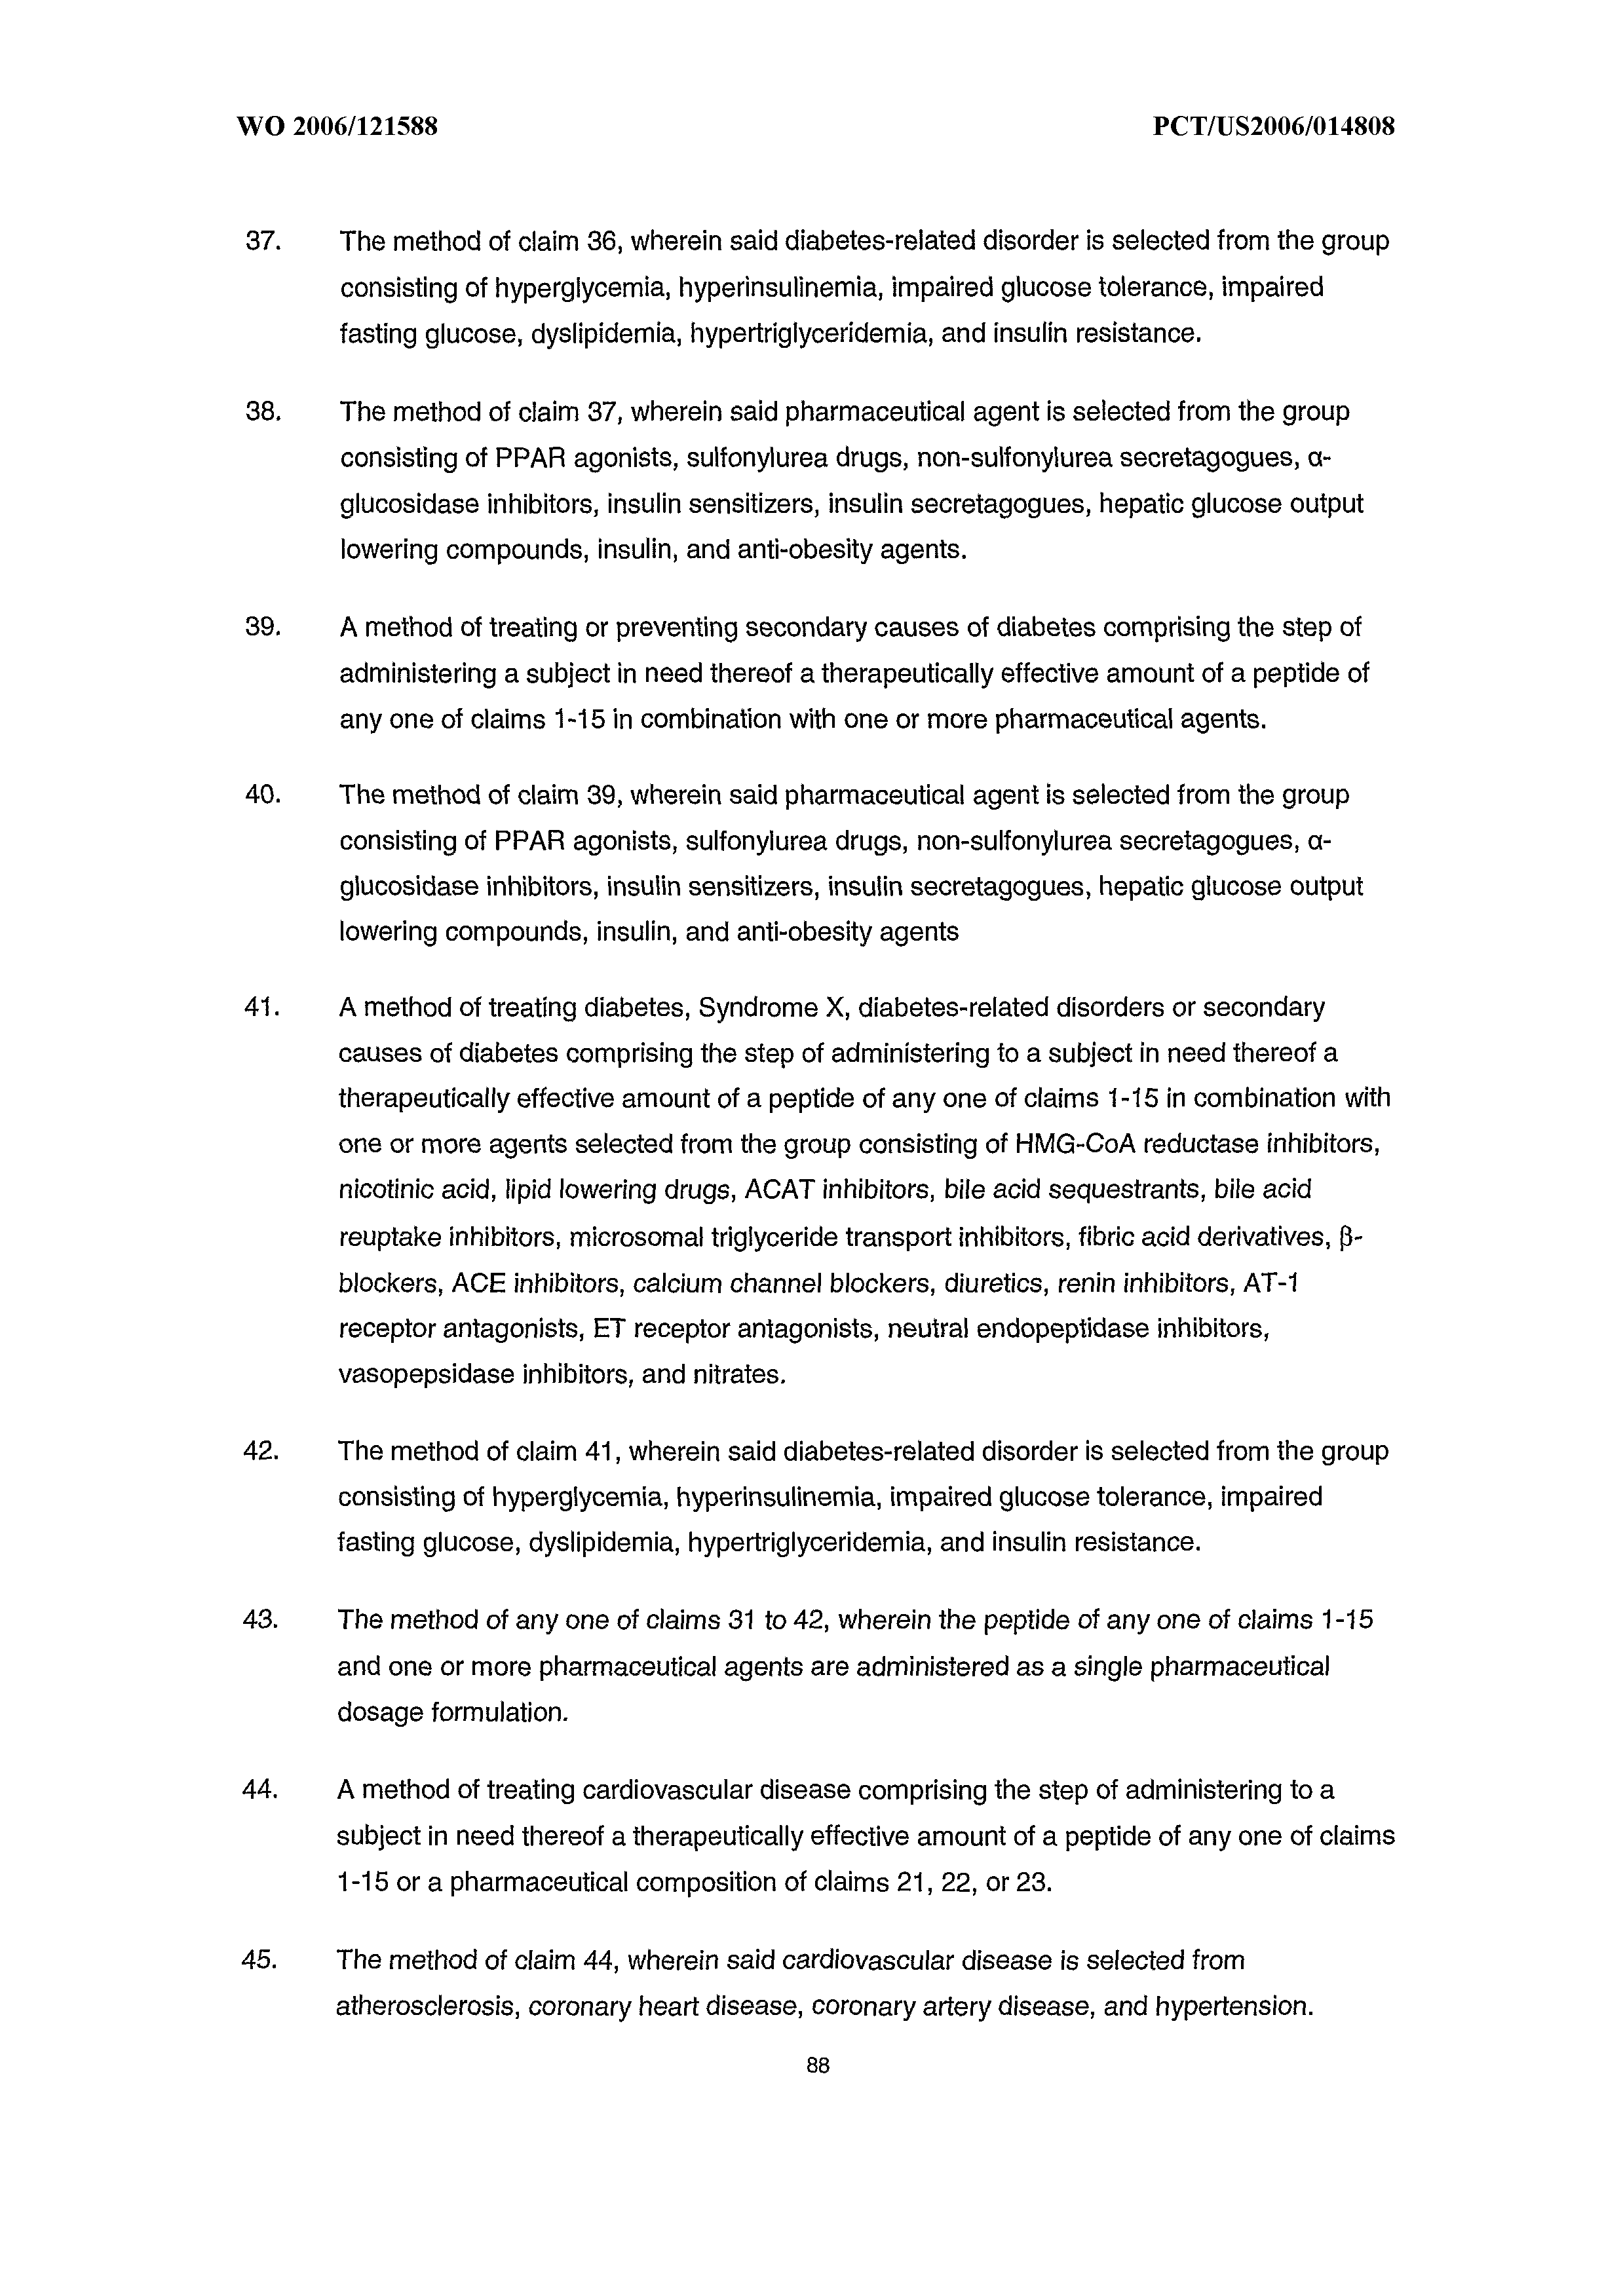 WO 2006/121588 PCT/US2006/014808
37. The method of claim 36, wherein said diabetes-related disorder is selected from the group
consisting of hyperglycemia, hyperinsulinemia, impaired glucose tolerance, impaired
fasting glucose, dyslipidemia, hypertriglyceridemia, and insulin resistance.
38. The method of claim 37, wherein said pharmaceutical agent is selected from the group
consisting of PPAR agonists, sulfonylurea drugs, non-sulfonylurea secretagogues, α-
glucosidase inhibitors, insulin sensitizers, insulin secretagogues, hepatic glucose output
lowering compounds, insulin, and anti-obesity agents.
39. A method of treating or preventing secondary causes of diabetes comprising the step of
administering a subject in need thereof a therapeutically effective amount of a peptide of
any one of claims 1-15 in combination with one or more pharmaceutical agents.
40. The method of claim 39, wherein said pharmaceutical agent is selected from the group
consisting of PPAR agonists, sulfonylurea drugs, non-sulfonylurea secretagogues, α-
glucosidase inhibitors, insulin sensitizers, insulin secretagogues, hepatic glucose output
lowering compounds, insulin, and anti-obesity agents
41. A method of treating diabetes, Syndrome X, diabetes-related disorders or secondary
causes of diabetes comprising the step of administering to a subject in need thereof a
therapeutically effective amount of a peptide of any one of claims 1-15 in combination with
one or more agents selected from the group consisting of HMG-CoA reductase inhibitors,
nicotinic acid, lipid lowering drugs, ACAT inhibitors, bile acid sequestrants, bile acid
reuptake inhibitors, microsomal triglyceride transport inhibitors, fibric acid derivatives, β-
blockers, ACE inhibitors, calcium channel blockers, diuretics, renin inhibitors, AT-1
receptor antagonists, ET receptor antagonists, neutral endopeptidase inhibitors,
vasopepsidase inhibitors, and nitrates.
42. The method of claim 41, wherein said diabetes-related disorder is selected from the group
consisting of hyperglycemia, hyperinsulinemia, impaired glucose tolerance, impaired
fasting glucose, dyslipidemia, hypertriglyceridemia, and insulin resistance.
43. The method of any one of claims 31 to 42, wherein the peptide of any one of claims 1-15
and one or more pharmaceutical agents are administered as a single pharmaceutical
dosage formulation.
44. A method of treating cardiovascular disease comprising the step of administering to a
subject in need thereof a therapeutically effective amount of a peptide of any one of claims
1-15 or a pharmaceutical composition of claims 21, 22, or 23.
45. The method of claim 44, wherein said cardiovascular disease is selected from
atherosclerosis, coronary heart disease, coronary artery disease, and hypertension.
88